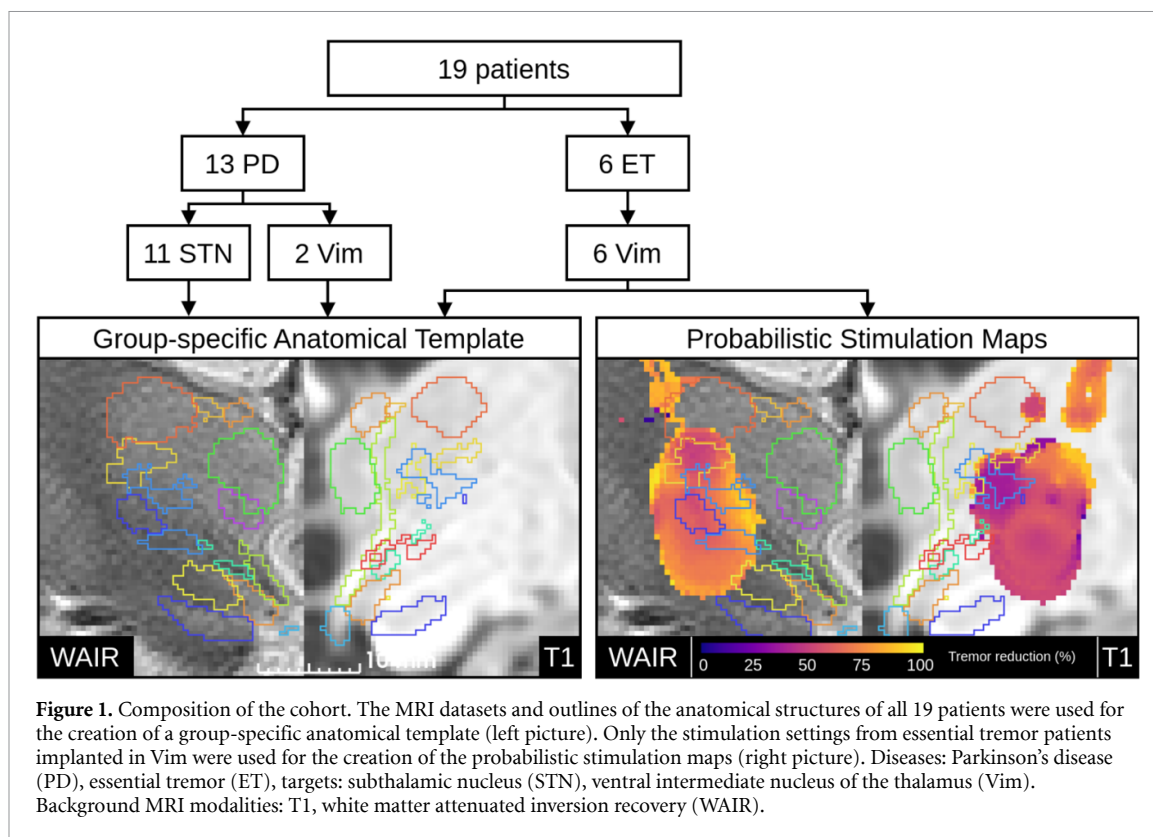 19 patients
13 PD
6 ET
11 STN
2 Vim
6 Vim
Group-specific Anatomical Template
Probabilistic Stimulation Maps
WAIR
10 mm
T1
WAIR
0 25 50 75 100
Tremor reduction (%)
T1
Figure 1. Composition of the cohort. The MRI datasets and outlines of the anatomical structures of all 19 patients were used for
the creation of a group-specific anatomical template (left picture). Only the stimulation settings from essential tremor patients
implanted in Vim were used for the creation of the probabilistic stimulation maps (right picture). Diseases: Parkinson's disease
(PD), essential tremor (ET), targets: subthalamic nucleus (STN), ventral intermediate nucleus of the thalamus (Vim).
Background MRI modalities: T1, white matter attenuated inversion recovery (WAIR).